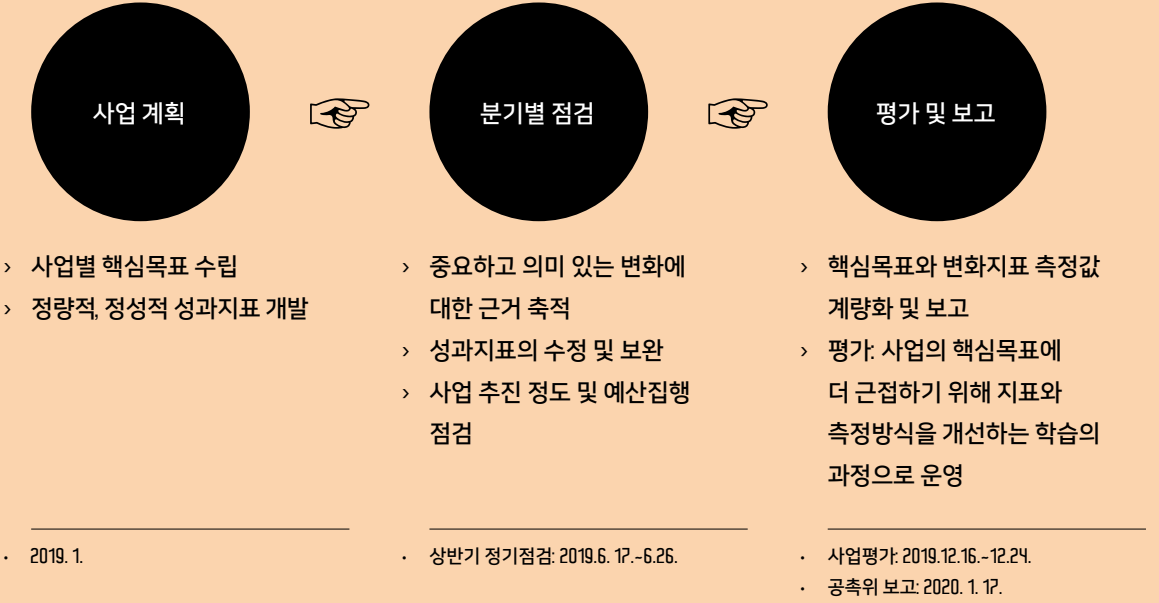 사업 계획
☞
분기별 점검
☞
평가 및 보고
› 사업별 핵심목표 수립
› 정량적, 정성적 성과지표 개발
› 중요하고 의미 있는 변화에
대한 근거 축적
› 성과지표의 수정 및 보완
› 사업 추진 정도 및 예산집행
점검
› 핵심목표와 변화지표 측정값
계량화 및 보고
› 평가: 사업의 핵심목표에
더 근접하기 위해 지표와
측정방식을 개선하는 학습의
과정으로 운영
· 2019. 1.
· 상반기 정기점검: 2019.6. 17.~6.26.
· 사업평가: 2019.12.16.~12.24.
· 공촉위 보고: 2020. 1. 17.